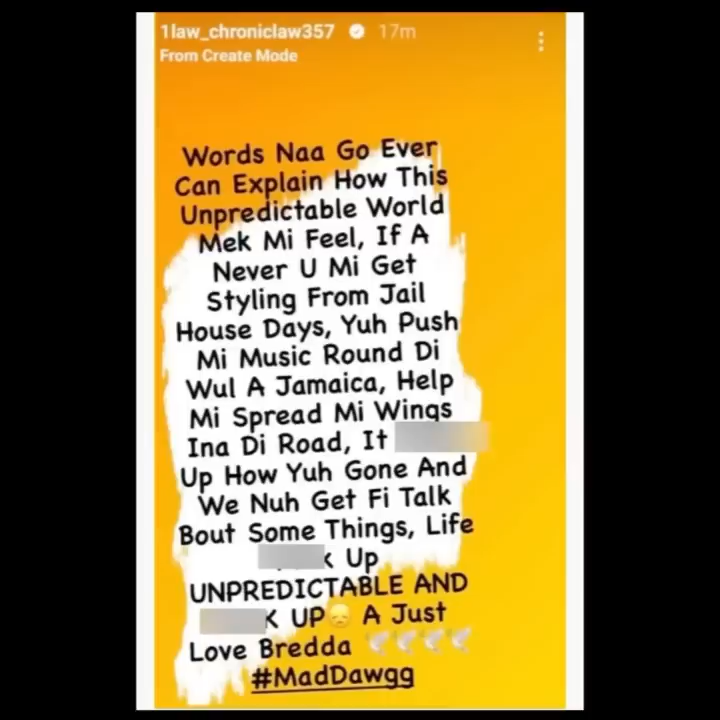 1law_chroniclaw357 17m
From Create Mode
Words Naa Go Ever
Can Explain How This
Unpredictable World
Mek Mi Feel, If A
Never U Mi Get
Styling From Jail
House Days, Yuh Push
Mi Music Round Di
Wul A Jamaica, Help
Mi Spread Mi Wings
Ina Di Road, It
Up How Yuh Gone And
We Nuh Get Fi Talk
Bout Some Things, Life
k Up
UNPREDICTABLE AND
K UP😞 A Just
Love Bredda 🕊️🕊️🕊️🕊️
#MadDawgg